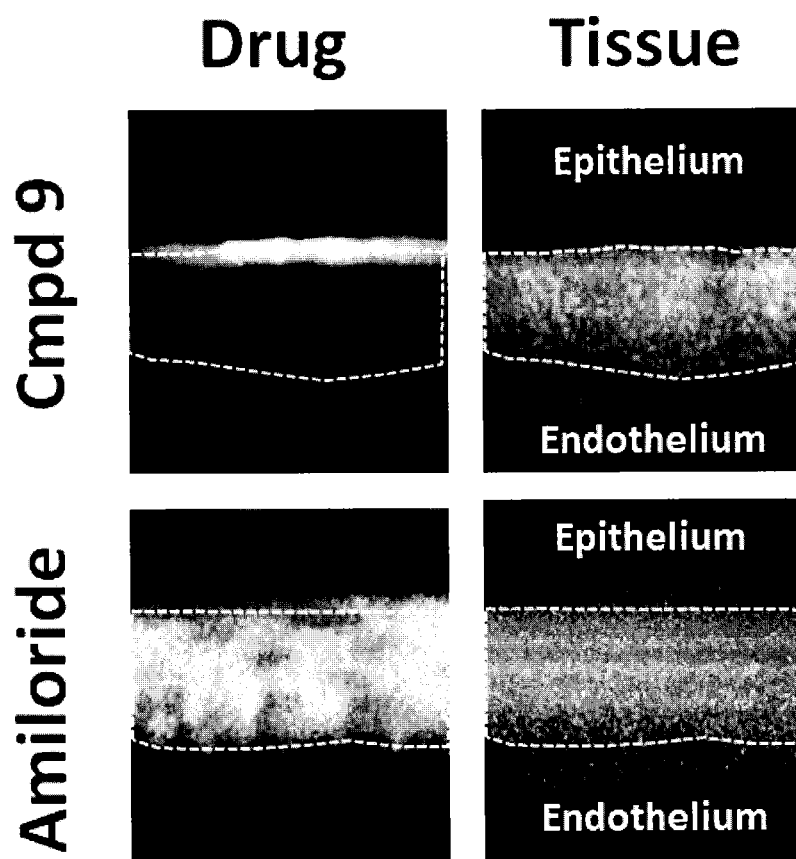 Drug Tissue
Cmpd 9
Epithelium
Endothelium
Amiloride
Epithelium
Endothelium